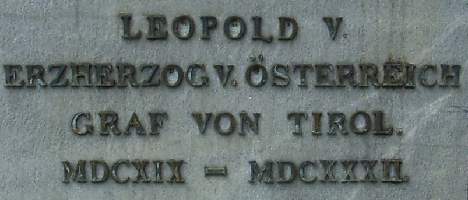 LEOPOLD V.
ERZHERZOG V. ÖSTERREICH
GRAF VON TIROL.
MDCXIX – MDCXXXII.